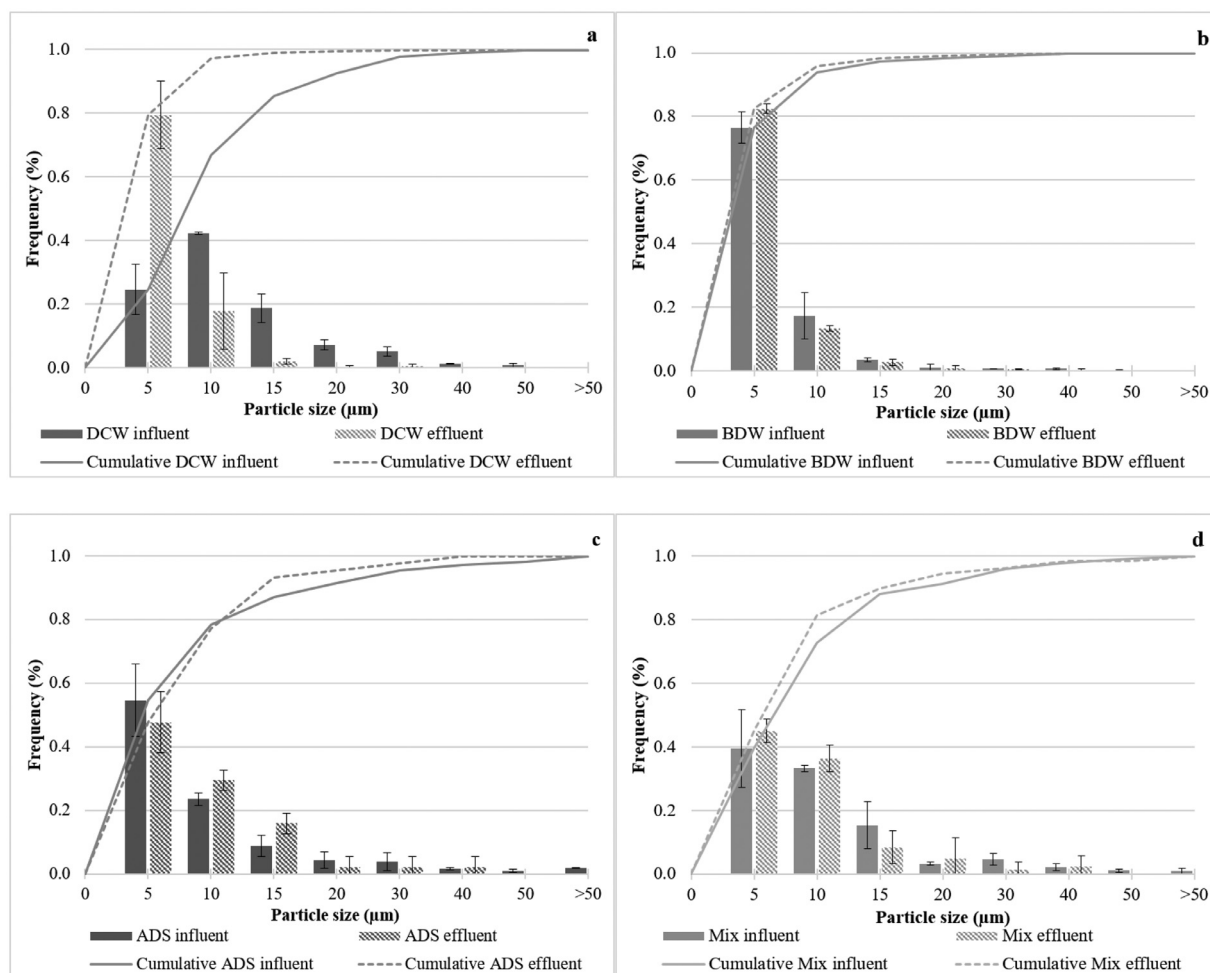 a
1.0
0.8
0.6
0.4
0.2
0.0
Frequency (%)
0 5 10 15 20 30 40 50 >50
Particle size (µm)
DCW influent DCW effluent
Cumulative DCW influent Cumulative DCW effluent
b
1.0
0.8
0.6
0.4
0.2
0.0
Frequency (%)
0 5 10 15 20 30 40 50 >50
Particle size (µm)
BDW influent BDW effluent
Cumulative BDW influent Cumulative BDW effluent
c
1.0
0.8
0.6
0.4
0.2
0.0
Frequency (%)
0 5 10 15 20 30 40 50 >50
Particle size (µm)
ADS influent ADS effluent
Cumulative ADS influent Cumulative ADS effluent
d
1.0
0.8
0.6
0.4
0.2
0.0
Frequency (%)
0 5 10 15 20 30 40 50 >50
Particle size (µm)
Mix influent Mix effluent
Cumulative Mix influent Cumulative Mix effluent